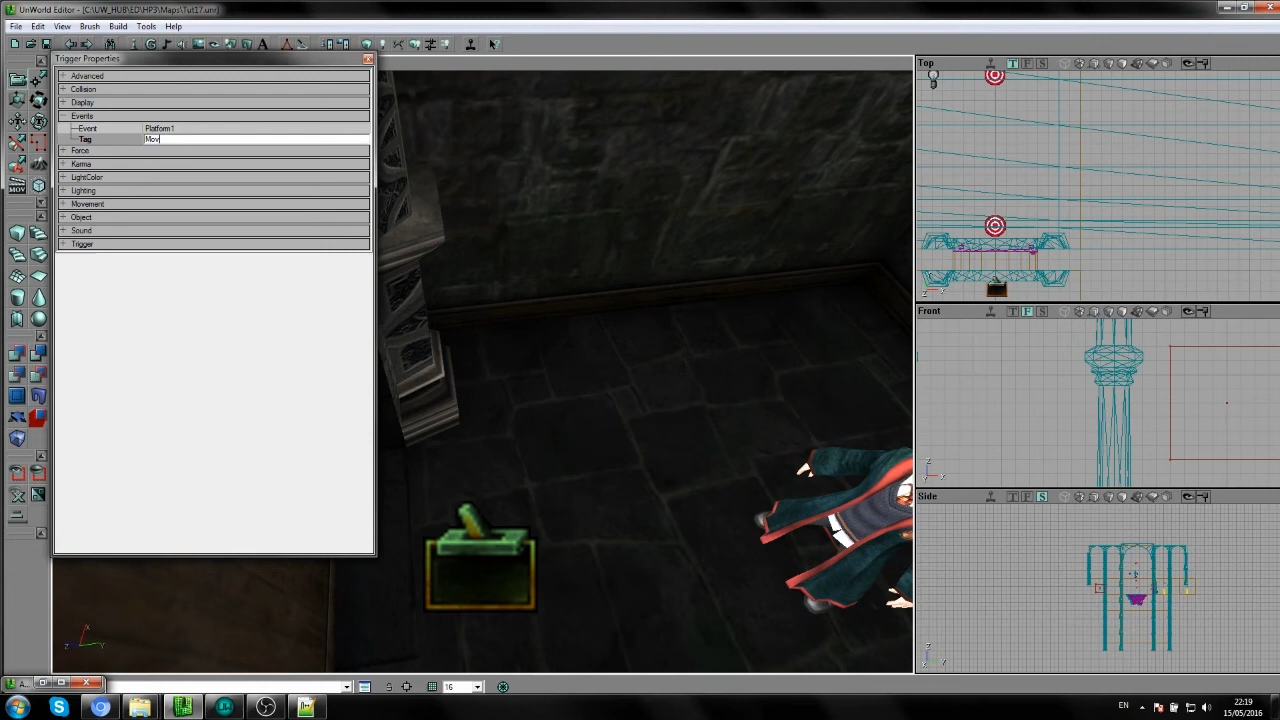 UnWorld Editor - [C:\UW_HUB\ED\HP3\Maps\Tut17.unr]
File Edit View Brush Build Tools Help
Trigger Properties
Advanced
Collision
Display
Events
Event Platform1
Tag Mov
Force
Karma
LightColor
Lighting
Movement
Object
Sound
Trigger
MOV
Top
T F S
Front
T F S
Side
T F S
A...
16
EN
22:19
15/05/2016